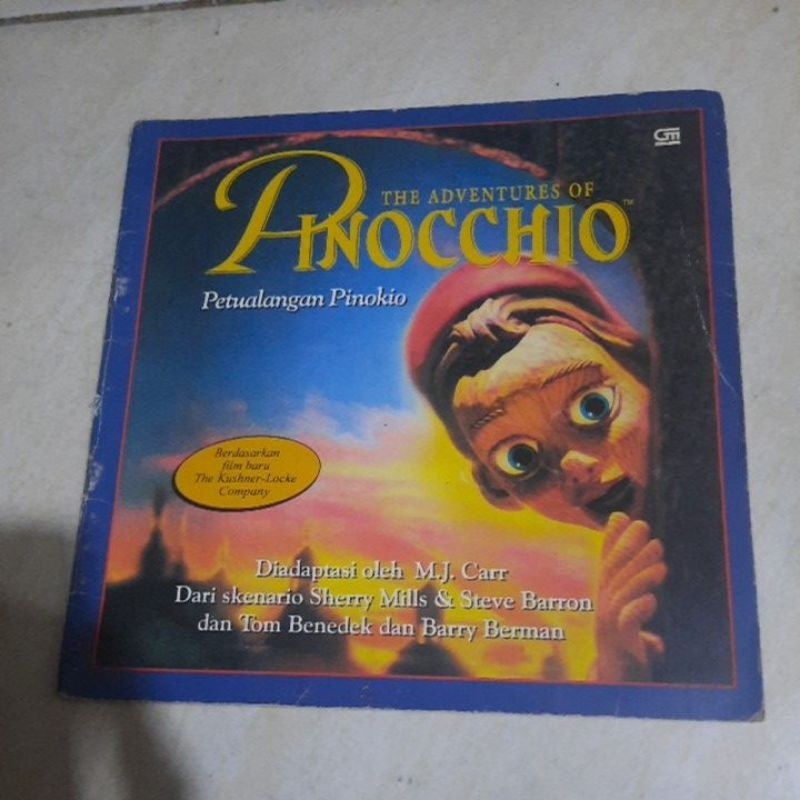 GM
THE ADVENTURES OF
PINOCCHIO™
Petualangan Pinokio
Berdasarkan
film baru
The Kushner-Locke
Company
Diadaptasi oleh M.J. Carr
Dari skenario Sherry Mills & Steve Barron
dan Tom Benedek dan Barry Berman